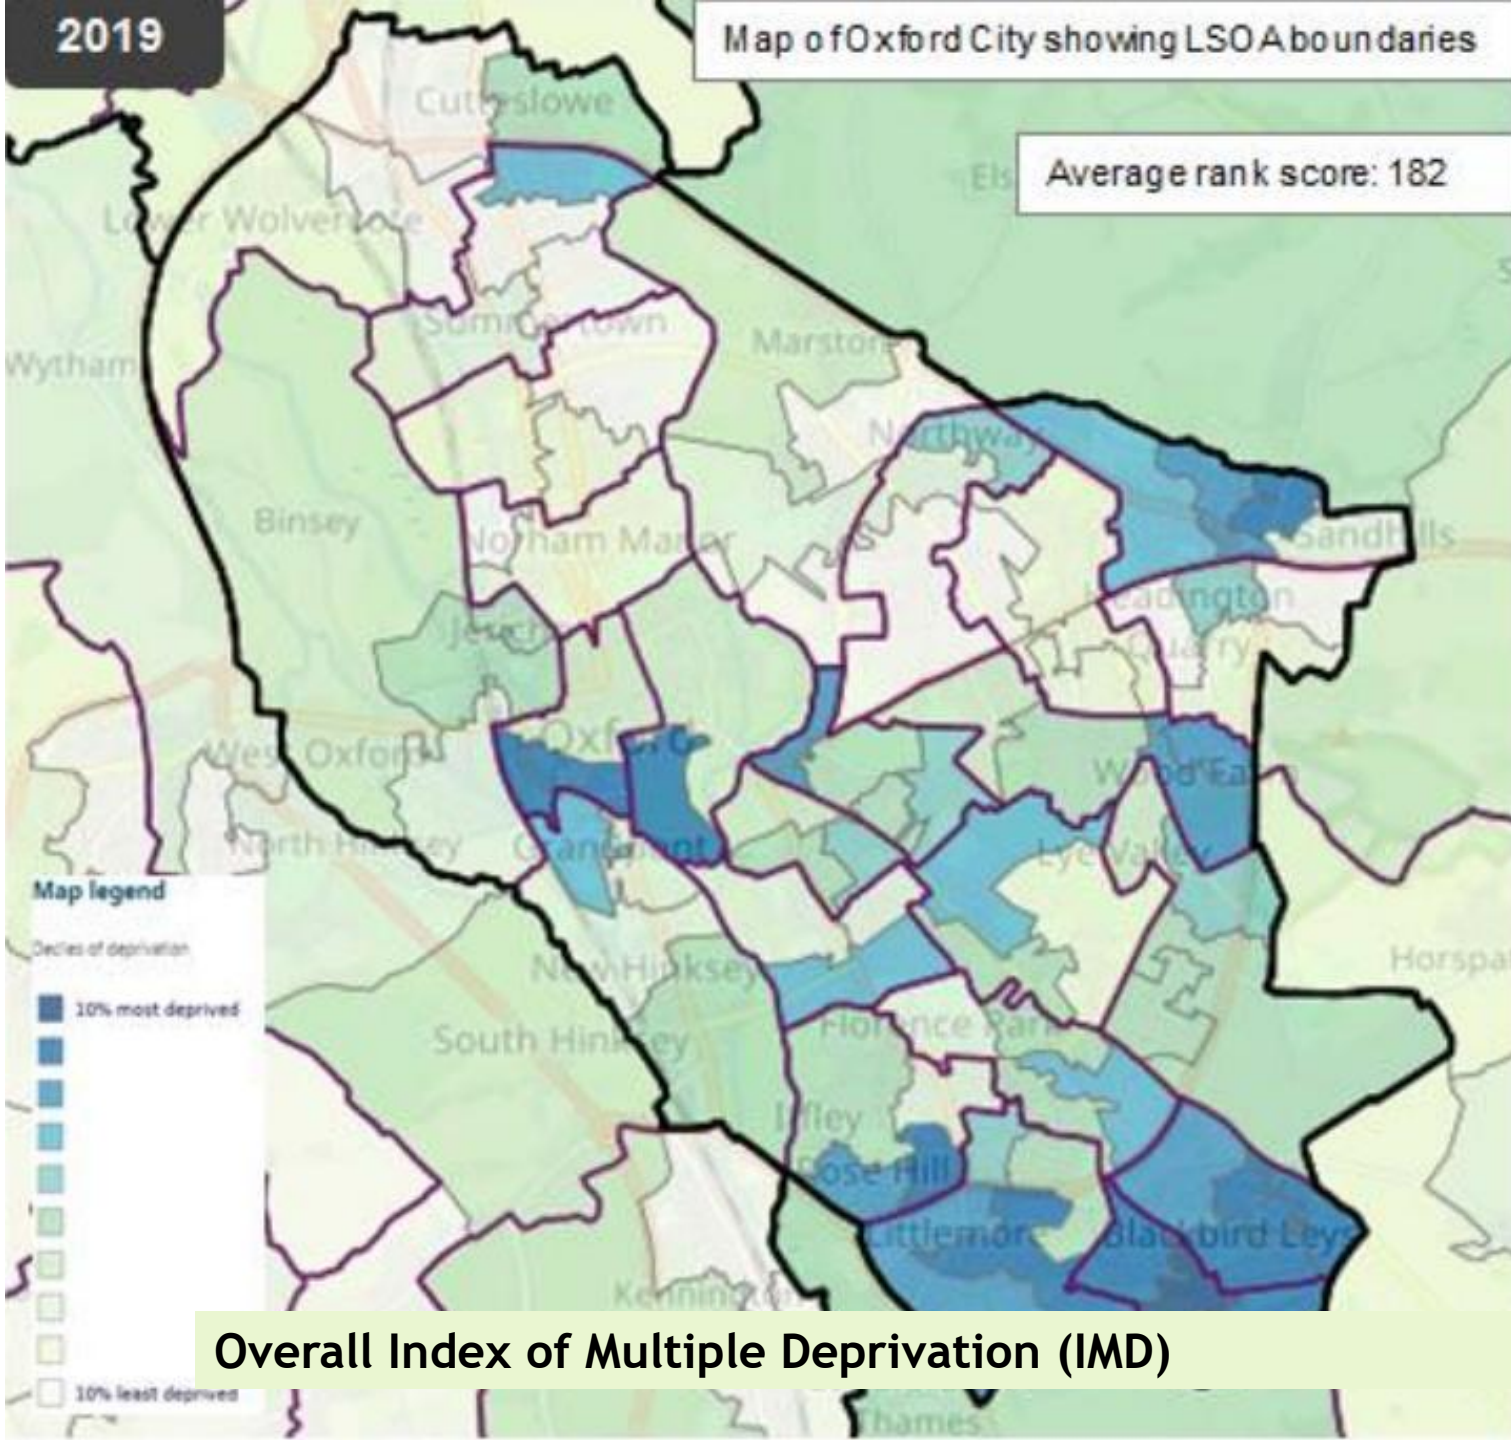 2019
Map of Oxford City showing LSOA boundaries
Cutteslowe
Average rank score: 182
Els
Lower Wolvercote
Summertown
Marston
Wytham
Northway
Binsey
Norham Manor
Sandhills
Headington
Quarry
Jericho
Oxford
West Oxford
Wood Farm
North Hinksey
Grandpont
Lye Valley
Map legend
Deciles of deprivation
New Hinksey
Horspa
10% most deprived
Florence Park
South Hinksey
Iffley
Rose Hill
Littlemore
Blackbird Leys
Kennington
Overall Index of Multiple Deprivation (IMD)
10% least deprived
Thames